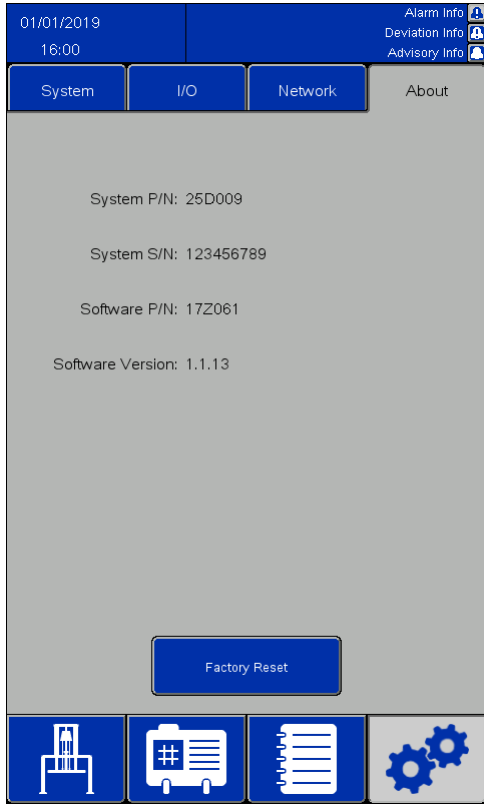 01/01/2019
16:00
Alarm Info
Deviation Info
Advisory Info
System
I/O
Network
About
System P/N: 25D009
System S/N: 123456789
Software P/N: 17Z061
Software Version: 1.1.13
Factory Reset
#